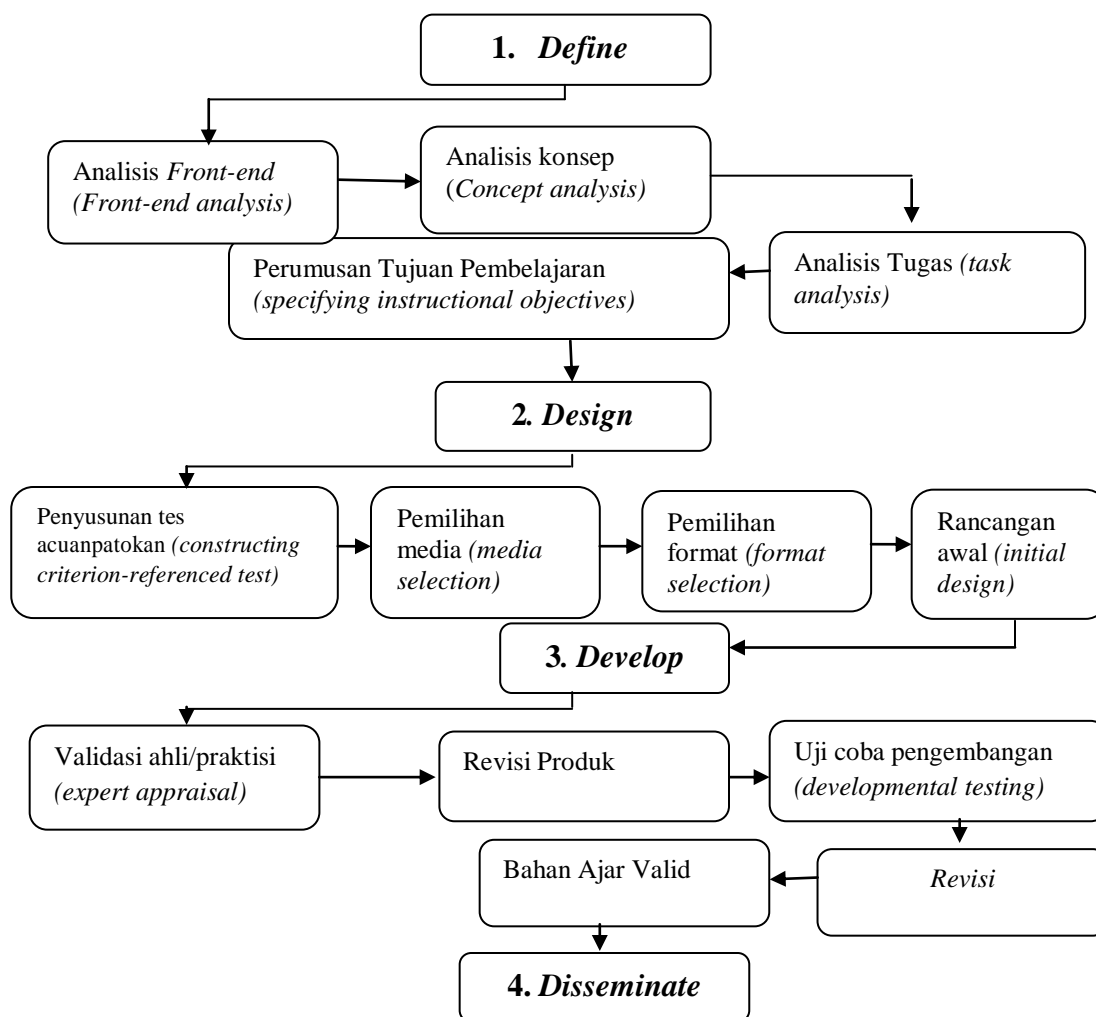 1. Define
Analisis Front-end
(Front-end analysis)
Analisis konsep
(Concept analysis)
Analisis Tugas (task
analysis)
Perumusan Tujuan Pembelajaran
(specifying instructional objectives)
2. Design
Penyusunan tes
acuanpatokan (constructing
criterion-referenced test)
Pemilihan
media (media
selection)
Pemilihan
format (format
selection)
Rancangan
awal (initial
design)
3. Develop
Validasi ahli/praktisi
(expert appraisal)
Revisi Produk
Uji coba pengembangan
(developmental testing)
Revisi
Bahan Ajar Valid
4. Disseminate